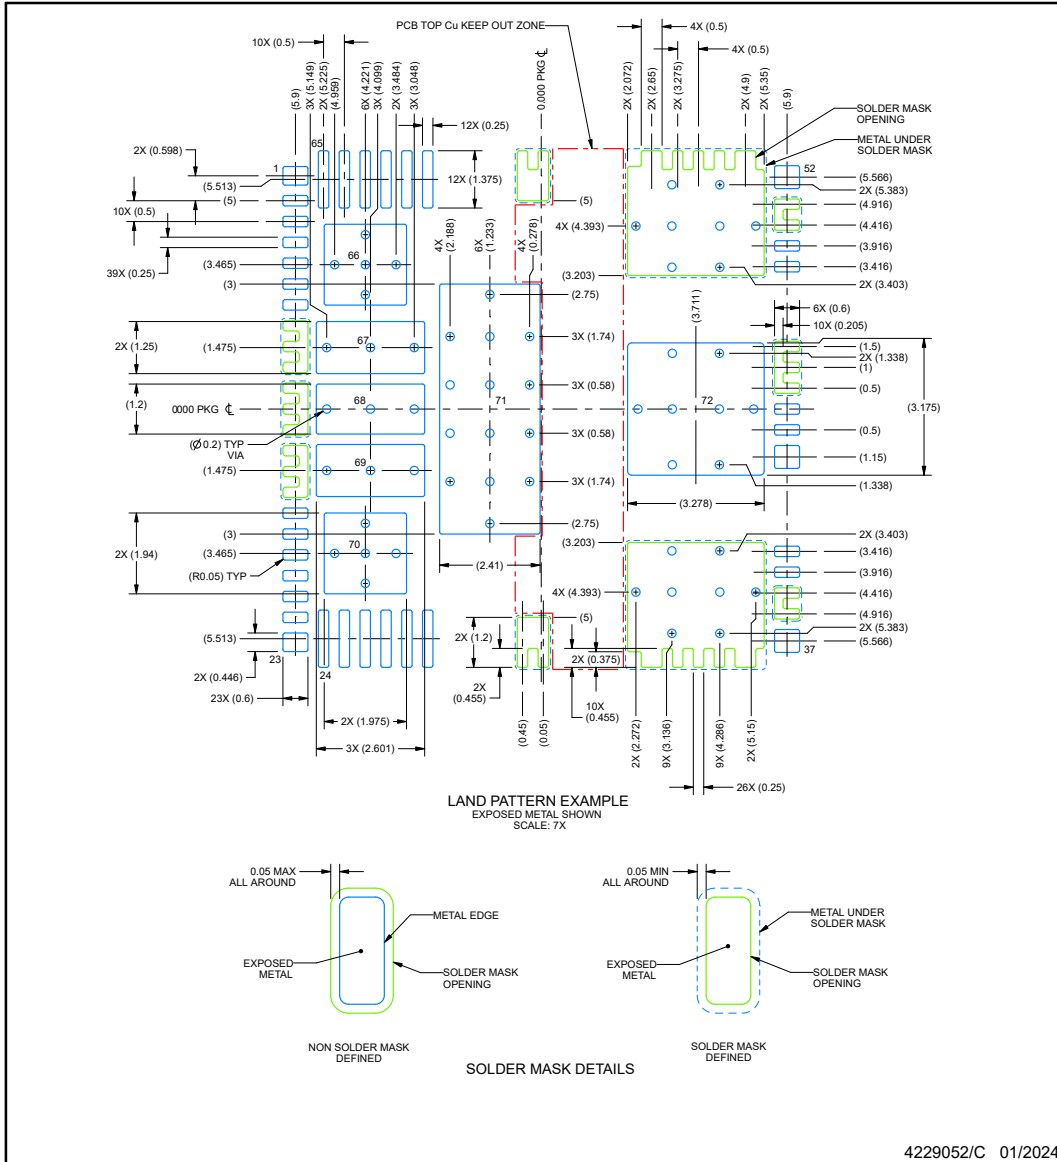 PCB TOP Cu KEEP OUT ZONE
10X (0.5)
(5.9)
3X (5.149)
2X (5.225)
(4.959)
6X (4.221)
3X (4.099)
2X (3.484)
3X (3.048)
0.000 PKG ℄
4X (0.5)
4X (0.5)
2X (2.072)
2X (2.65)
2X (3.275)
2X (4.9)
2X (5.35)
(5.9)
SOLDER MASK
OPENING
METAL UNDER
SOLDER MASK
12X (0.25)
65
2X (0.598)
1
12X (1.375)
52
(5.566)
(5.513)
2X (5.383)
(5)
(5)
(4.916)
10X (0.5)
4X
(2.188)
6X
(1.233)
4X
(0.278)
4X (4.393)
(4.416)
(3.916)
39X (0.25)
66
(3.465)
(3.416)
(3)
(3.203)
2X (3.403)
(2.75)
(3.711)
6X (0.6)
10X (0.205)
2X (1.25)
(1.475)
67
3X (1.74)
(1.5)
2X (1.338)
(1)
3X (0.58)
(0.5)
(1.2)
0000 PKG ℄
68
71
72
(3.175)
(Ø0.2) TYP
VIA
3X (0.58)
(0.5)
(1.475)
69
(1.15)
3X (1.74)
(1.338)
(3.278)
(2.75)
(3)
(3.203)
2X (3.403)
2X (1.94)
(3.465)
70
(3.416)
(R0.05) TYP
(2.41)
(3.916)
4X (4.393)
(4.416)
(4.916)
(5)
2X (5.383)
(5.513)
2X (1.2)
(5.566)
23
24
2X (0.375)
37
2X (0.446)
2X
(0.455)
23X (0.6)
10X
(0.455)
2X (1.975)
(0.45)
(0.05)
2X (2.272)
9X (3.136)
9X (4.286)
2X (5.15)
3X (2.601)
26X (0.25)
LAND PATTERN EXAMPLE
EXPOSED METAL SHOWN
SCALE: 7X
0.05 MAX
ALL AROUND
METAL EDGE
EXPOSED
METAL
SOLDER MASK
OPENING
NON SOLDER MASK
DEFINED
0.05 MIN
ALL AROUND
METAL UNDER
SOLDER MASK
EXPOSED
METAL
SOLDER MASK
OPENING
SOLDER MASK
DEFINED
SOLDER MASK DETAILS
4229052/C 01/2024